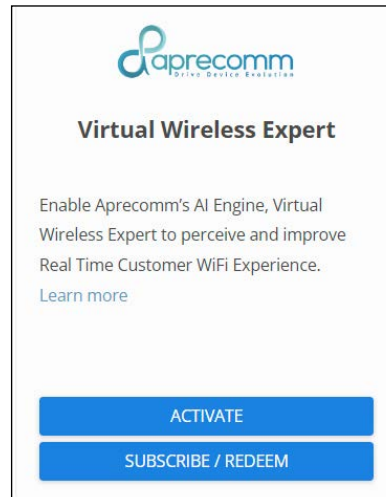 aprecomm
Drive Device Evolution
Virtual Wireless Expert
Enable Aprecomm's AI Engine, Virtual
Wireless Expert to perceive and improve
Real Time Customer WiFi Experience.
Learn more
ACTIVATE
SUBSCRIBE / REDEEM